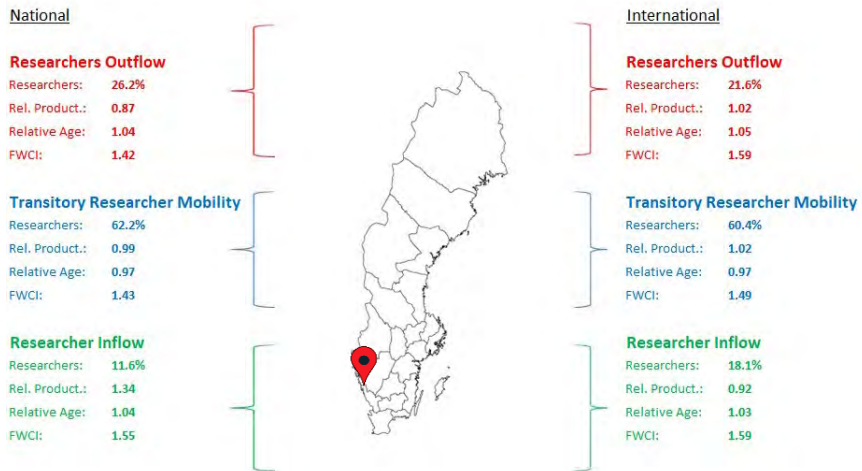 National
Researchers Outflow
Researchers: 26.2%
Rel. Product.: 0.87
Relative Age: 1.04
FWCI: 1.42
Transitory Researcher Mobility
Researchers: 62.2%
Rel. Product.: 0.99
Relative Age: 0.97
FWCI: 1.43
Researcher Inflow
Researchers: 11.6%
Rel. Product.: 1.34
Relative Age: 1.04
FWCI: 1.55
International
Researchers Outflow
Researchers: 21.6%
Rel. Product.: 1.02
Relative Age: 1.05
FWCI: 1.59
Transitory Researcher Mobility
Researchers: 60.4%
Rel. Product.: 1.02
Relative Age: 0.97
FWCI: 1.49
Researcher Inflow
Researchers: 18.1%
Rel. Product.: 0.92
Relative Age: 1.03
FWCI: 1.59